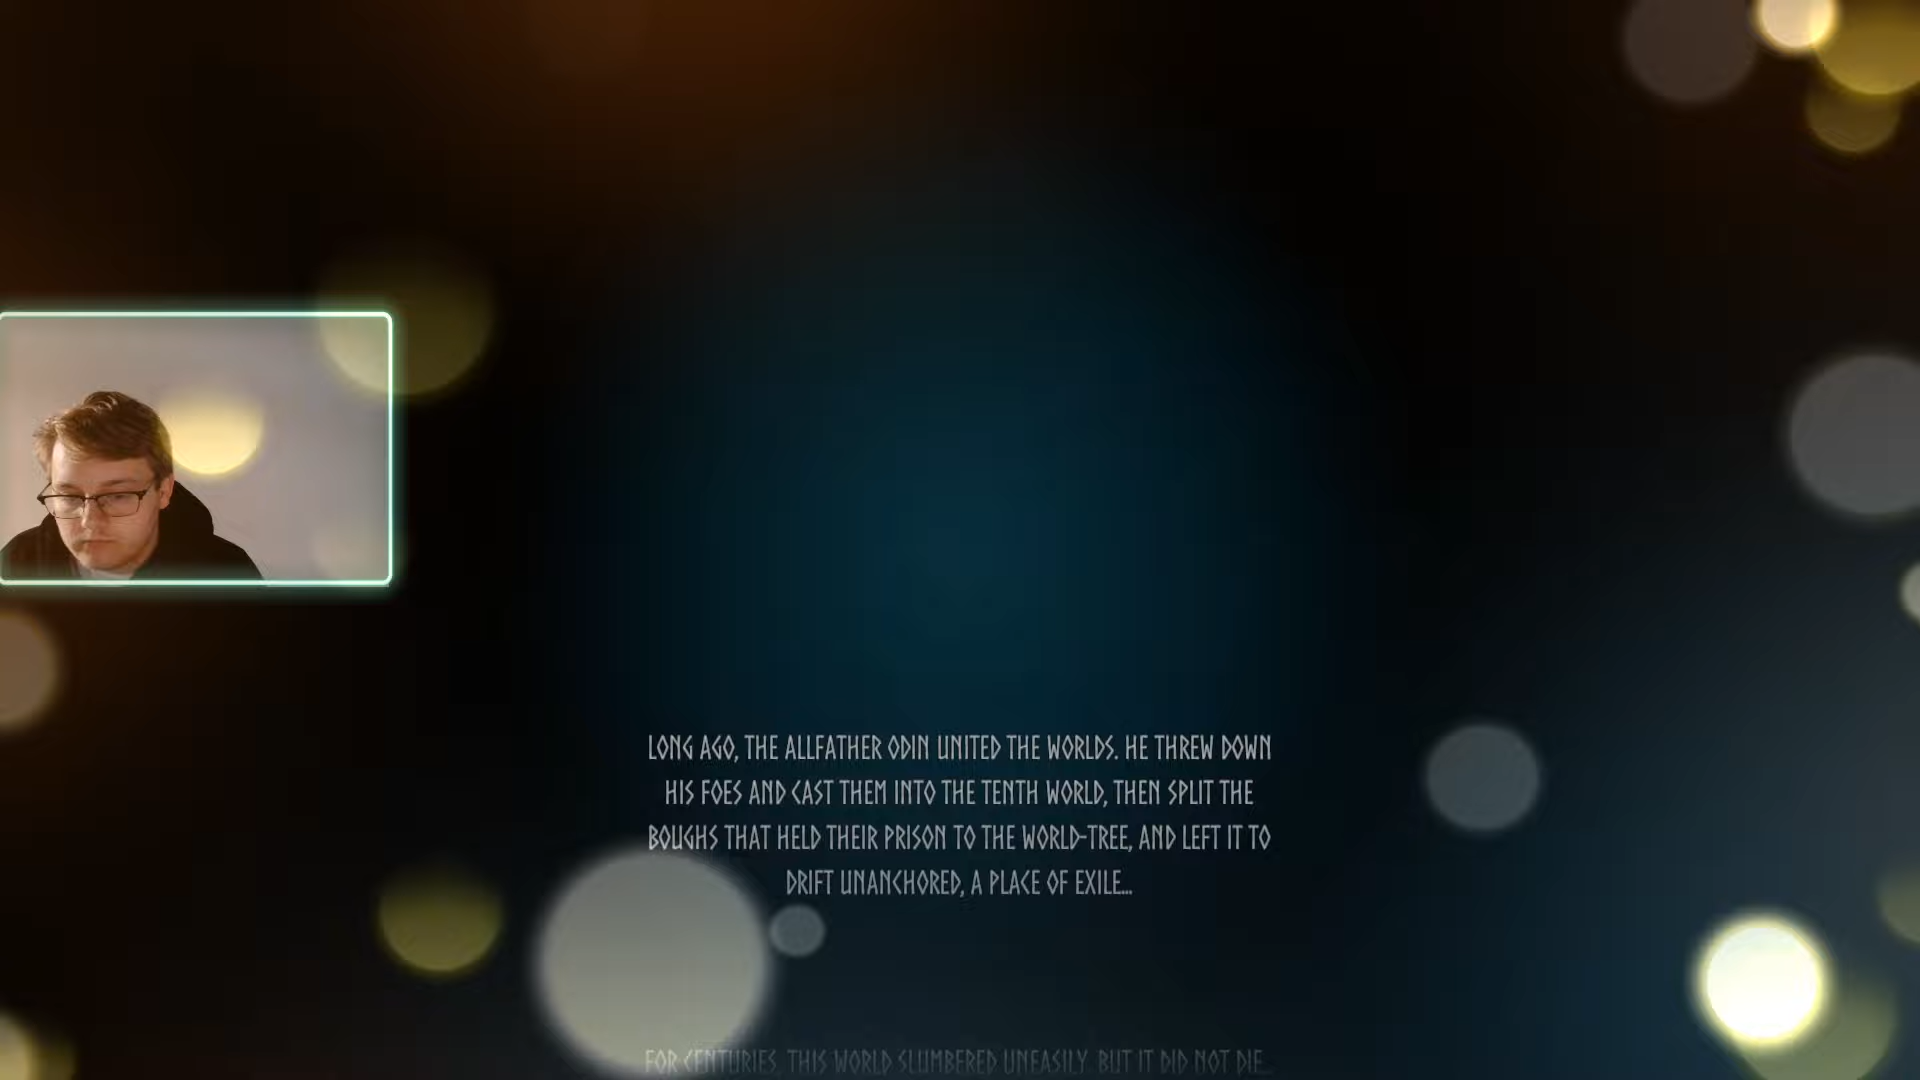 LONG AGO, THE ALLFATHER ODIN UNITED THE WORLDS. HE THREW DOWN
HIS FOES AND CAST THEM INTO THE TENTH WORLD, THEN SPLIT THE
BOUGHS THAT HELD THEIR PRISON TO THE WORLD-TREE, AND LEFT IT TO
DRIFT UNANCHORED, A PLACE OF EXILE...
FOR CENTURIES, THIS WORLD SLUMBERED UNEASILY. BUT IT DID NOT DIE...